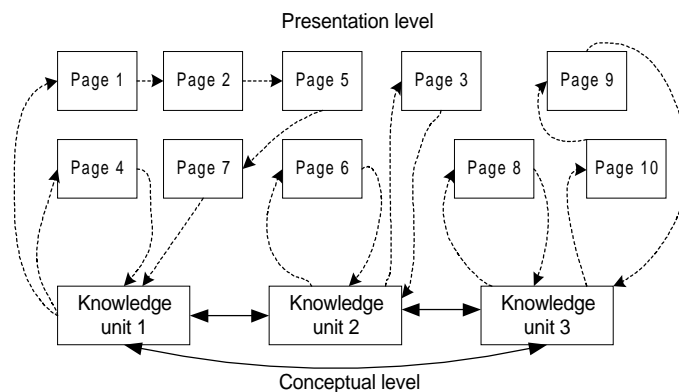 Presentation level
Page 1
Page 2
Page 5
Page 3
Page 9
Page 4
Page 7
Page 6
Page 8
Page 10
Knowledge
unit 1
Knowledge
unit 2
Knowledge
unit 3
Conceptual level